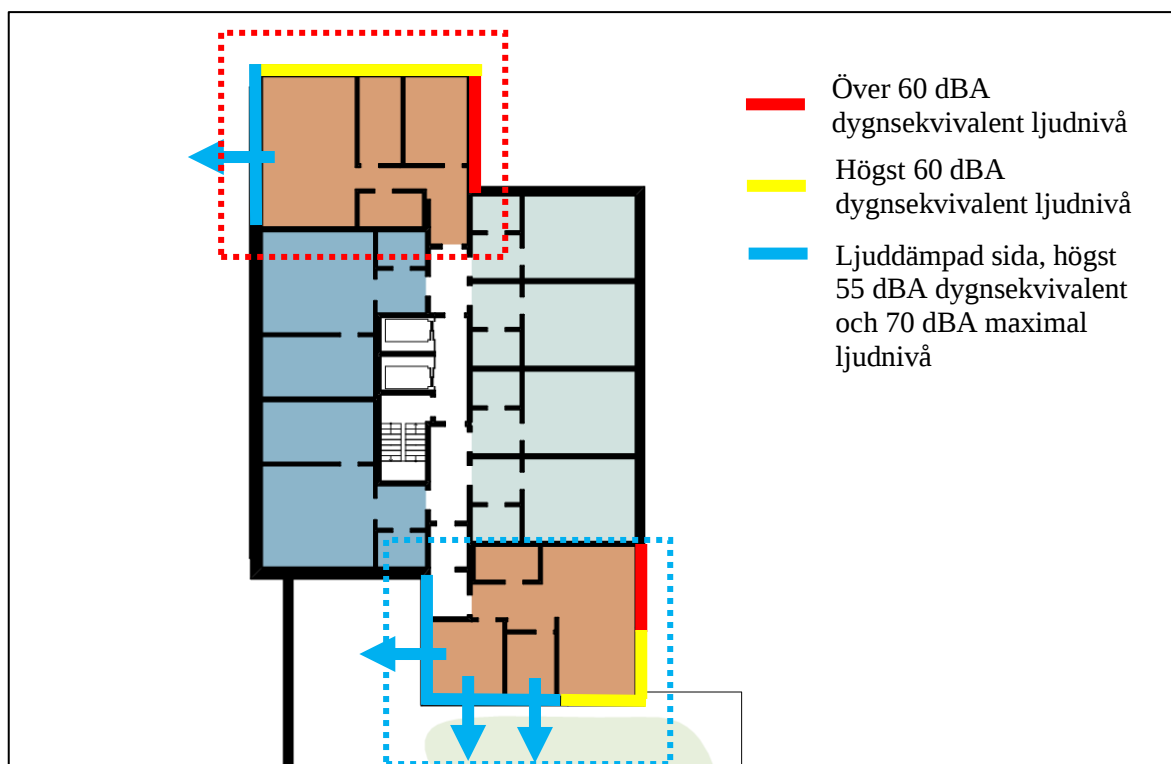 Över 60 dBA
dygnsekvivalent ljudnivå
Högst 60 dBA
dygnsekvivalent ljudnivå
Ljuddämpad sida, högst
55 dBA dygnsekvivalent
och 70 dBA maximal
ljudnivå